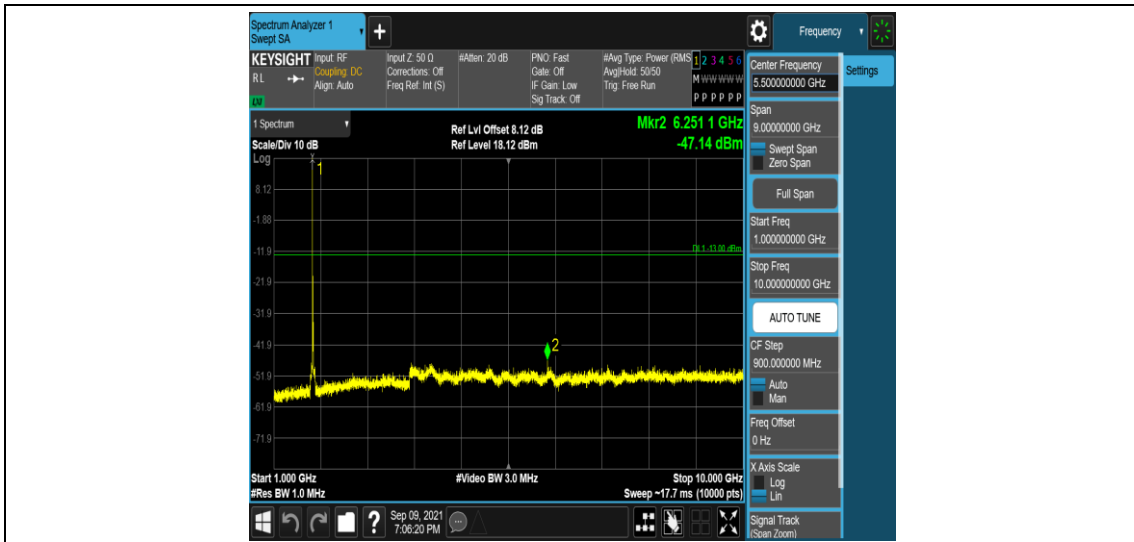 Spectrum Analyzer 1
Swept SA
+
Frequency
KEYSIGHT
RL
LXI
Input: RF
Coupling: DC
Align: Auto
Input Z: 50 Ω
Corrections: Off
Freq Ref: Int (S)
#Atten: 20 dB
PNO: Fast
Gate: Off
IF Gain: Low
Sig Track: Off
#Avg Type: Power (RMS
Avg|Hold: 50/50
Trig: Free Run
1 2 3 4 5 6
M W W W W W
P P P P P P
1 Spectrum
Scale/Div 10 dB
Log
Ref Lvl Offset 8.12 dB
Ref Level 18.12 dBm
Mkr2 6.251 1 GHz
-47.14 dBm
1
8.12
-1.88
-11.9
DL1 -13.00 dBm
-21.9
-31.9
-41.9
2
-51.9
-61.9
-71.9
Start 1.000 GHz
#Res BW 1.0 MHz
#Video BW 3.0 MHz
Stop 10.000 GHz
Sweep ~17.7 ms (10000 pts)
Sep 09, 2021
7:06:20 PM
?
Center Frequency
5.500000000 GHz
Settings
Span
9.00000000 GHz
Swept Span
Zero Span
Full Span
Start Freq
1.000000000 GHz
Stop Freq
10.000000000 GHz
AUTO TUNE
CF Step
900.000000 MHz
Auto
Man
Freq Offset
0 Hz
X Axis Scale
Log
Lin
Signal Track
(Span Zoom)